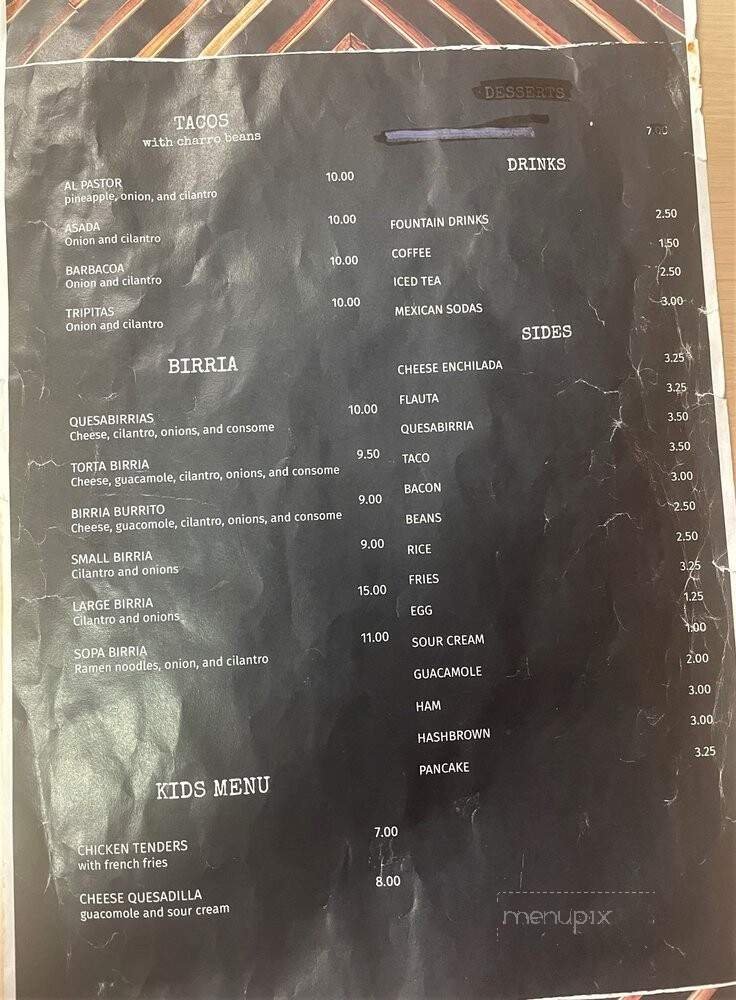 TACOS
with charro beans
AL PASTOR 10.00
pineapple, onion, and cilantro
ASADA 10.00
Onion and cilantro
BARBACOA 10.00
Onion and cilantro
TRIPITAS 10.00
Onion and cilantro
BIRRIA
QUESABIRRIAS 10.00
Cheese, cilantro, onions, and consome
TORTA BIRRIA 9.50
Cheese, guacamole, cilantro, onions, and consome
BIRRIA BURRITO 9.00
Cheese, guacomole, cilantro, onions, and consome
SMALL BIRRIA 9.00
Cilantro and onions
LARGE BIRRIA 15.00
Cilantro and onions
SOPA BIRRIA 11.00
Ramen noodles, onion, and cilantro
KIDS MENU
CHICKEN TENDERS 7.00
with french fries
CHEESE QUESADILLA 8.00
guacomole and sour cream
DESSERTS
7.00
DRINKS
FOUNTAIN DRINKS 2.50
COFFEE 1.50
ICED TEA 2.50
MEXICAN SODAS 3.00
SIDES
CHEESE ENCHILADA 3.25
FLAUTA 3.25
QUESABIRRIA 3.50
TACO 3.50
BACON 3.00
BEANS 2.50
RICE 2.50
FRIES 3.25
EGG 1.25
SOUR CREAM 1.00
GUACAMOLE 2.00
HAM 3.00
HASHBROWN 3.00
PANCAKE 3.25
menupix